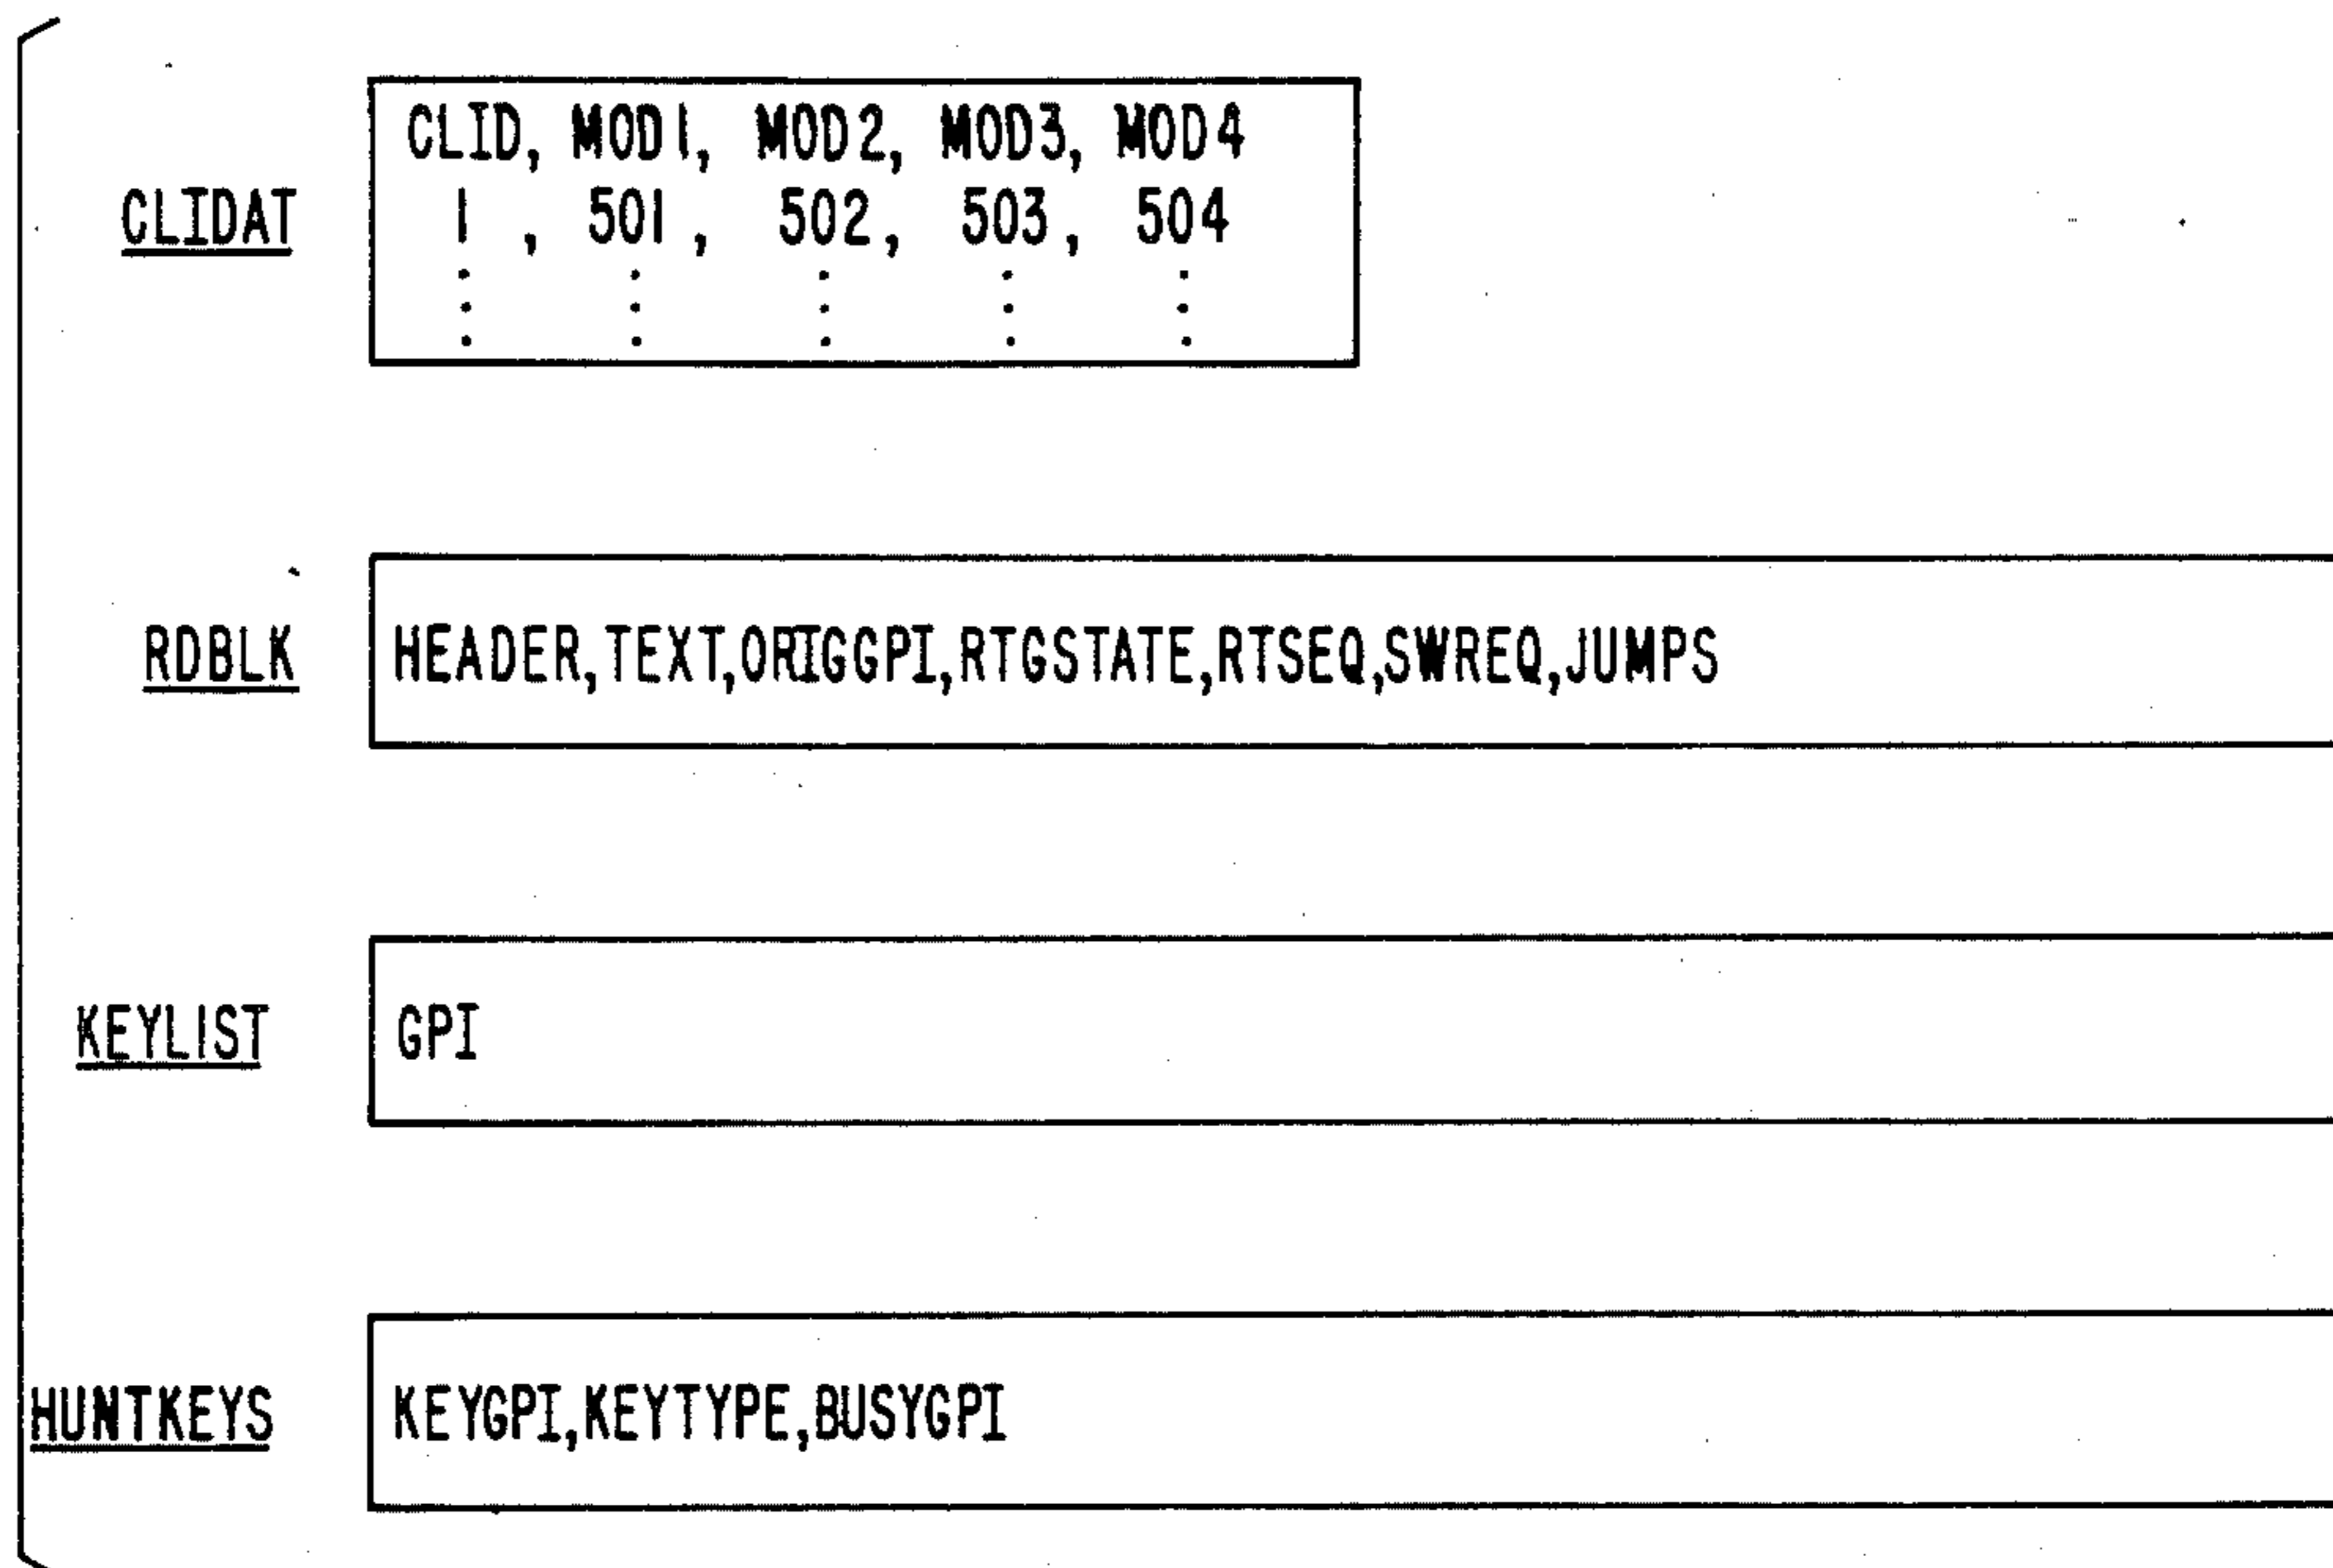 CLID, MOD1, MOD2, MOD3, MOD4
CLIDAT 1 , 501, 502, 503, 504
RDBLK HEADER,TEXT,ORIGGPI,RTGSTATE,RTSEQ,SWREQ,JUMPS
KEYLIST GPI
HUNTKEYS KEYGPI,KEYTYPE,BUSYGPI